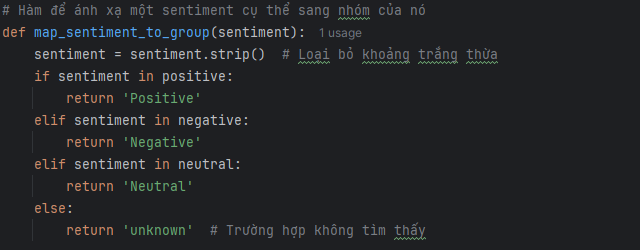 # Hàm để ánh xạ một sentiment cụ thể sang nhóm của nó
def map_sentiment_to_group(sentiment): 1 usage
    sentiment = sentiment.strip()  # Loại bỏ khoảng trắng thừa
    if sentiment in positive:
        return 'Positive'
    elif sentiment in negative:
        return 'Negative'
    elif sentiment in neutral:
        return 'Neutral'
    else:
        return 'unknown'  # Trường hợp không tìm thấy